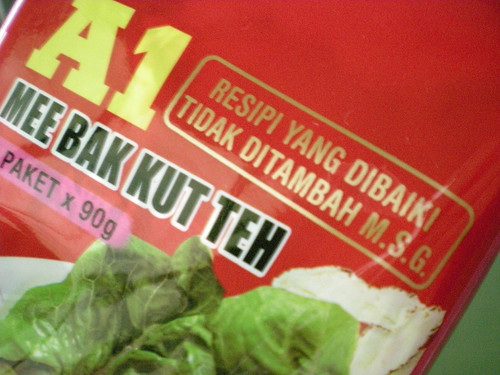 A1
MEE BAK KUT TEH
PAKET x 90g
RESIPI YANG DIBAIKI
TIDAK DITAMBAH M.S.G.